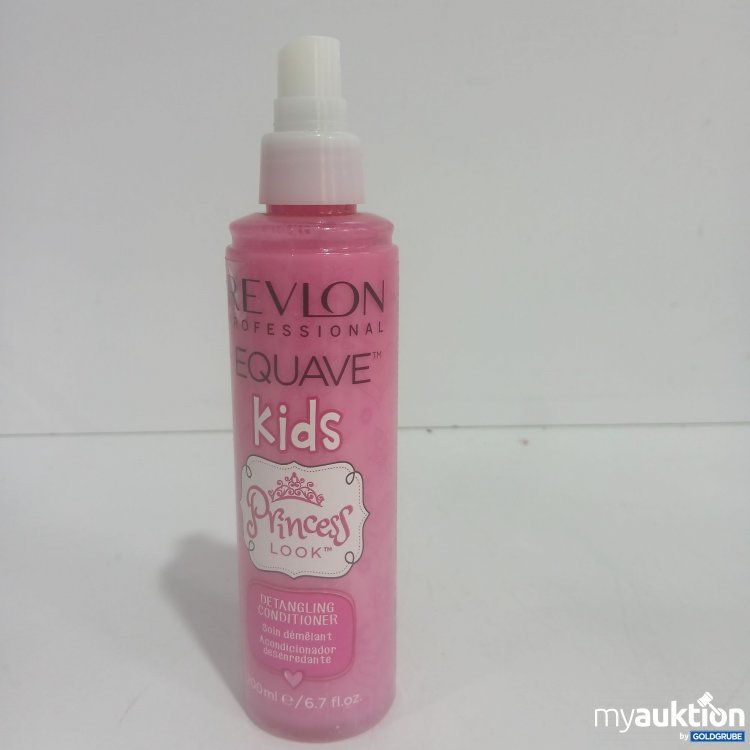 REVLON
PROFESSIONAL
EQUAVE™
kids
Princess
LOOK™
DETANGLING
CONDITIONER
Soin démêlant
Acondicionador
desenredante
200ml e/6.7 fl.oz.
myauktion
by GOLDGRUBE